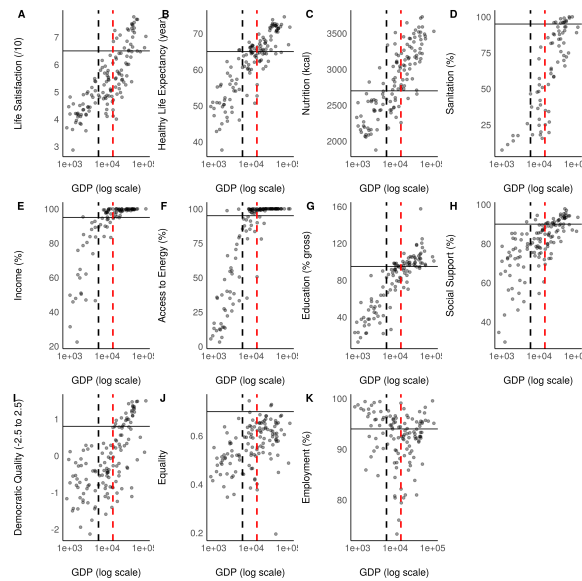 A B C D
Life Satisfaction (/10)
7
6
5
4
3
1e+03 1e+04 1e+05
GDP (log scale)
Healthy Life Expectancy (year)
70
60
50
40
1e+03 1e+04 1e+05
GDP (log scale)
Nutrition (kcal)
3500
3000
2500
2000
1e+03 1e+04 1e+05
GDP (log scale)
Sanitation (%)
100
75
50
25
1e+03 1e+04 1e+05
GDP (log scale)
E F G H
Income (%)
100
80
60
40
20
1e+03 1e+04 1e+05
GDP (log scale)
Access to Energy (%)
100
75
50
25
0
1e+03 1e+04 1e+05
GDP (log scale)
Education (% gross)
160
120
80
40
1e+03 1e+04 1e+05
GDP (log scale)
Social Support (%)
100
80
60
40
1e+03 1e+04 1e+05
GDP (log scale)
I J K
Democratic Quality (-2.5 to 2.5)
1
0
-1
-2
1e+03 1e+04 1e+05
GDP (log scale)
Equality
0.6
0.4
0.2
1e+03 1e+04 1e+05
GDP (log scale)
Employment (%)
100
90
80
1e+03 1e+04 1e+05
GDP (log scale)